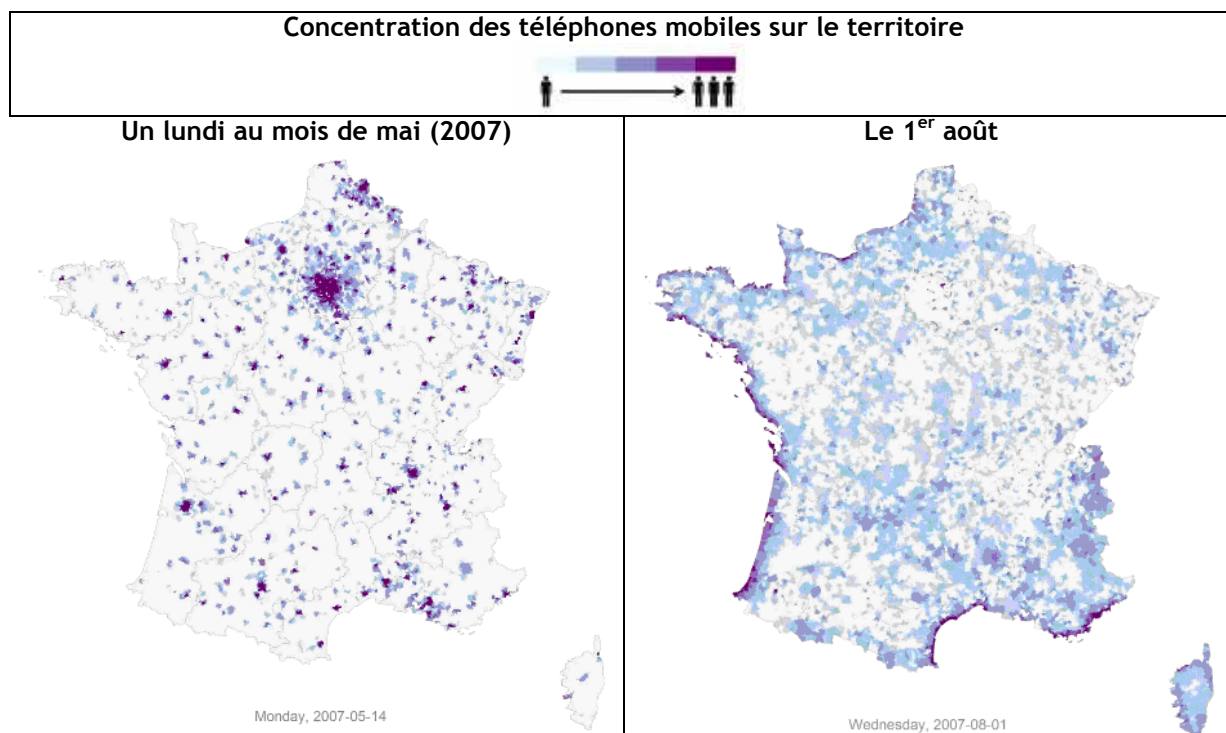 Concentration des téléphones mobiles sur le territoire
Un lundi au mois de mai (2007)
Le 1er août
Monday, 2007-05-14
Wednesday, 2007-08-01